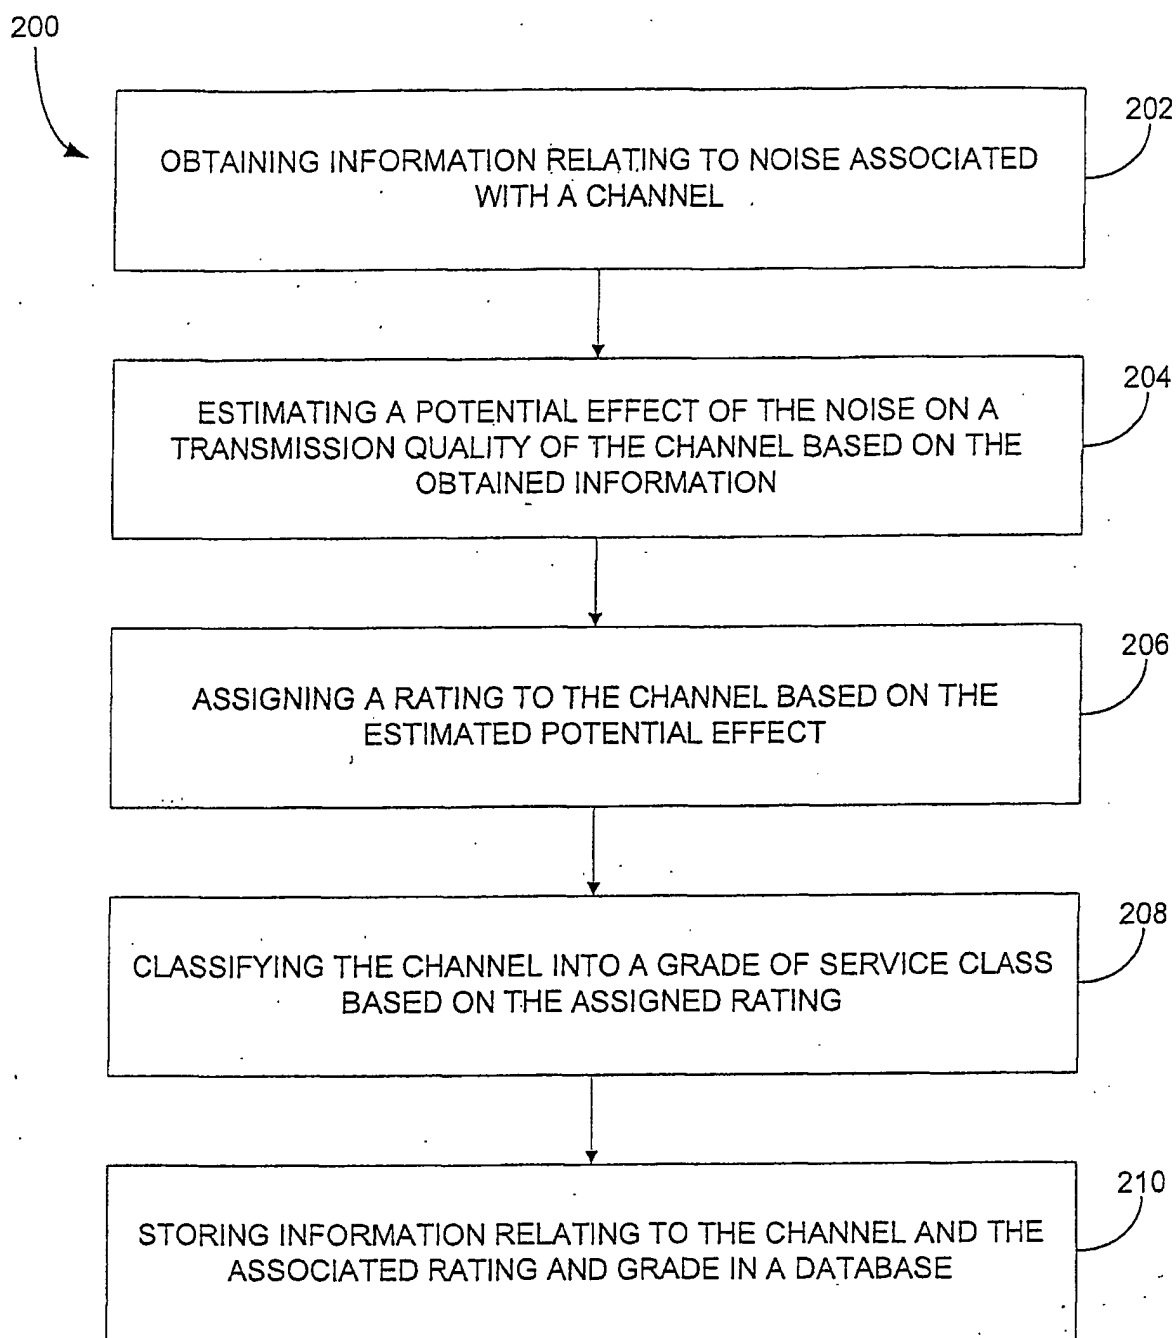 200
202
OBTAINING INFORMATION RELATING TO NOISE ASSOCIATED
WITH A CHANNEL
204
ESTIMATING A POTENTIAL EFFECT OF THE NOISE ON A
TRANSMISSION QUALITY OF THE CHANNEL BASED ON THE
OBTAINED INFORMATION
206
ASSIGNING A RATING TO THE CHANNEL BASED ON THE
ESTIMATED POTENTIAL EFFECT
208
CLASSIFYING THE CHANNEL INTO A GRADE OF SERVICE CLASS
BASED ON THE ASSIGNED RATING
210
STORING INFORMATION RELATING TO THE CHANNEL AND THE
ASSOCIATED RATING AND GRADE IN A DATABASE